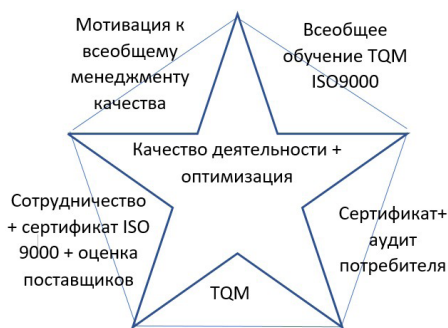 Мотивация к
всеобщему
менеджменту
качества
Всеобщее
обучение TQM
ISO9000
Качество деятельности +
оптимизация
Сотрудничество
+ сертификат ISO
9000 + оценка
поставщиков
Сертификат+
аудит
потребителя
TQM